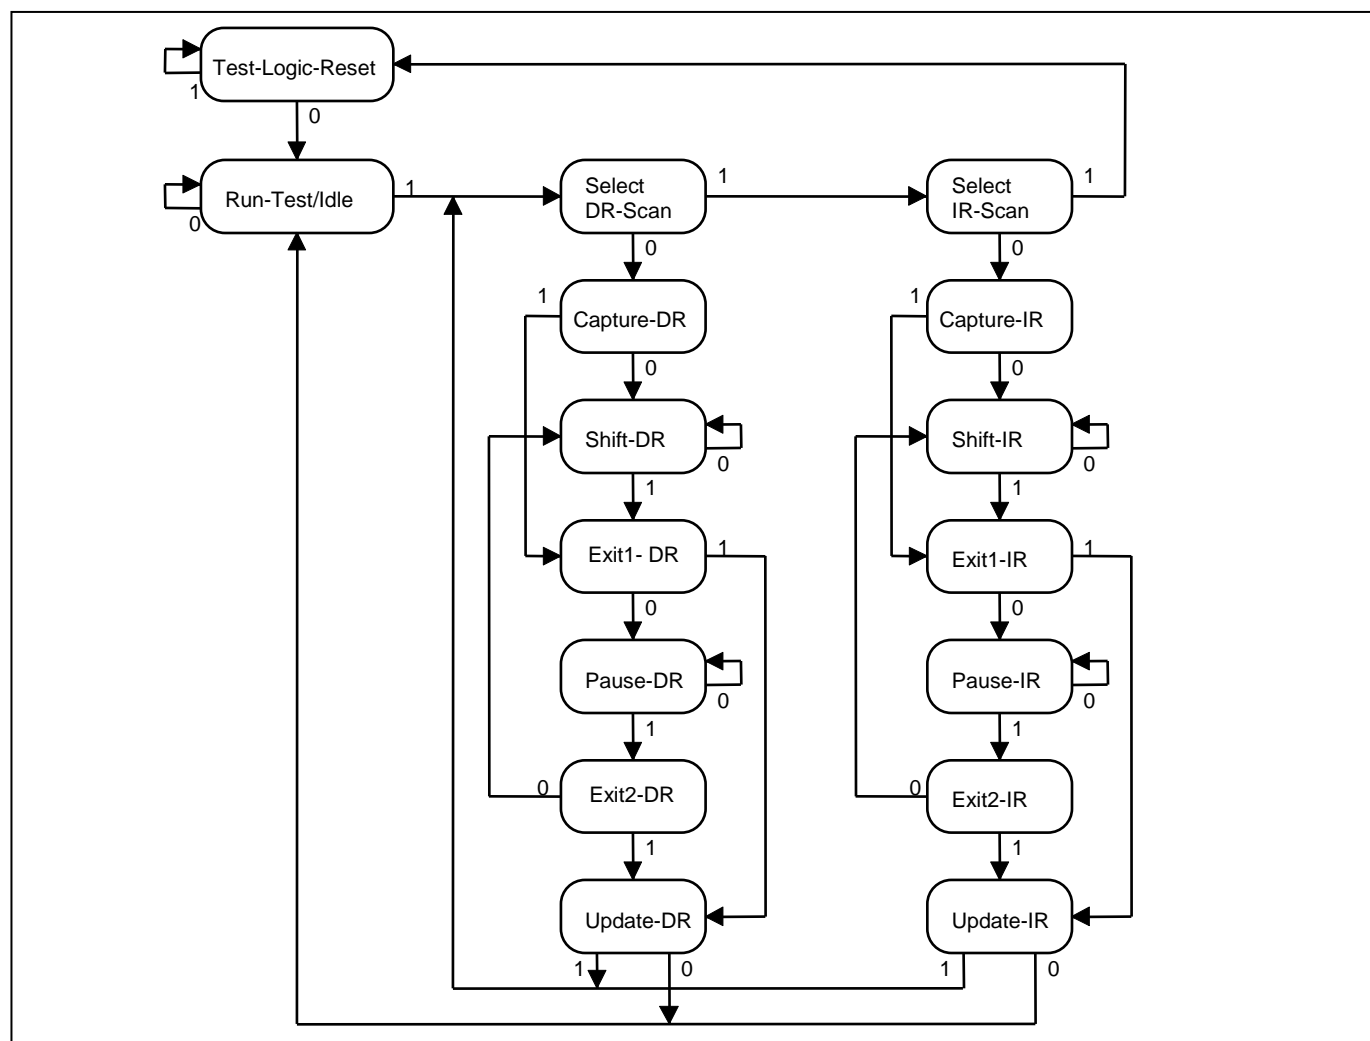 Test-Logic-Reset
1
0
Run-Test/Idle
0
1
Select
DR-Scan
1
0
Select
IR-Scan
1
0
1
Capture-DR
0
1
Capture-IR
0
Shift-DR
0
1
Shift-IR
0
1
Exit1- DR
1
0
Exit1-IR
1
0
Pause-DR
0
1
Pause-IR
0
1
0
Exit2-DR
1
0
Exit2-IR
1
Update-DR
1
0
Update-IR
1
0